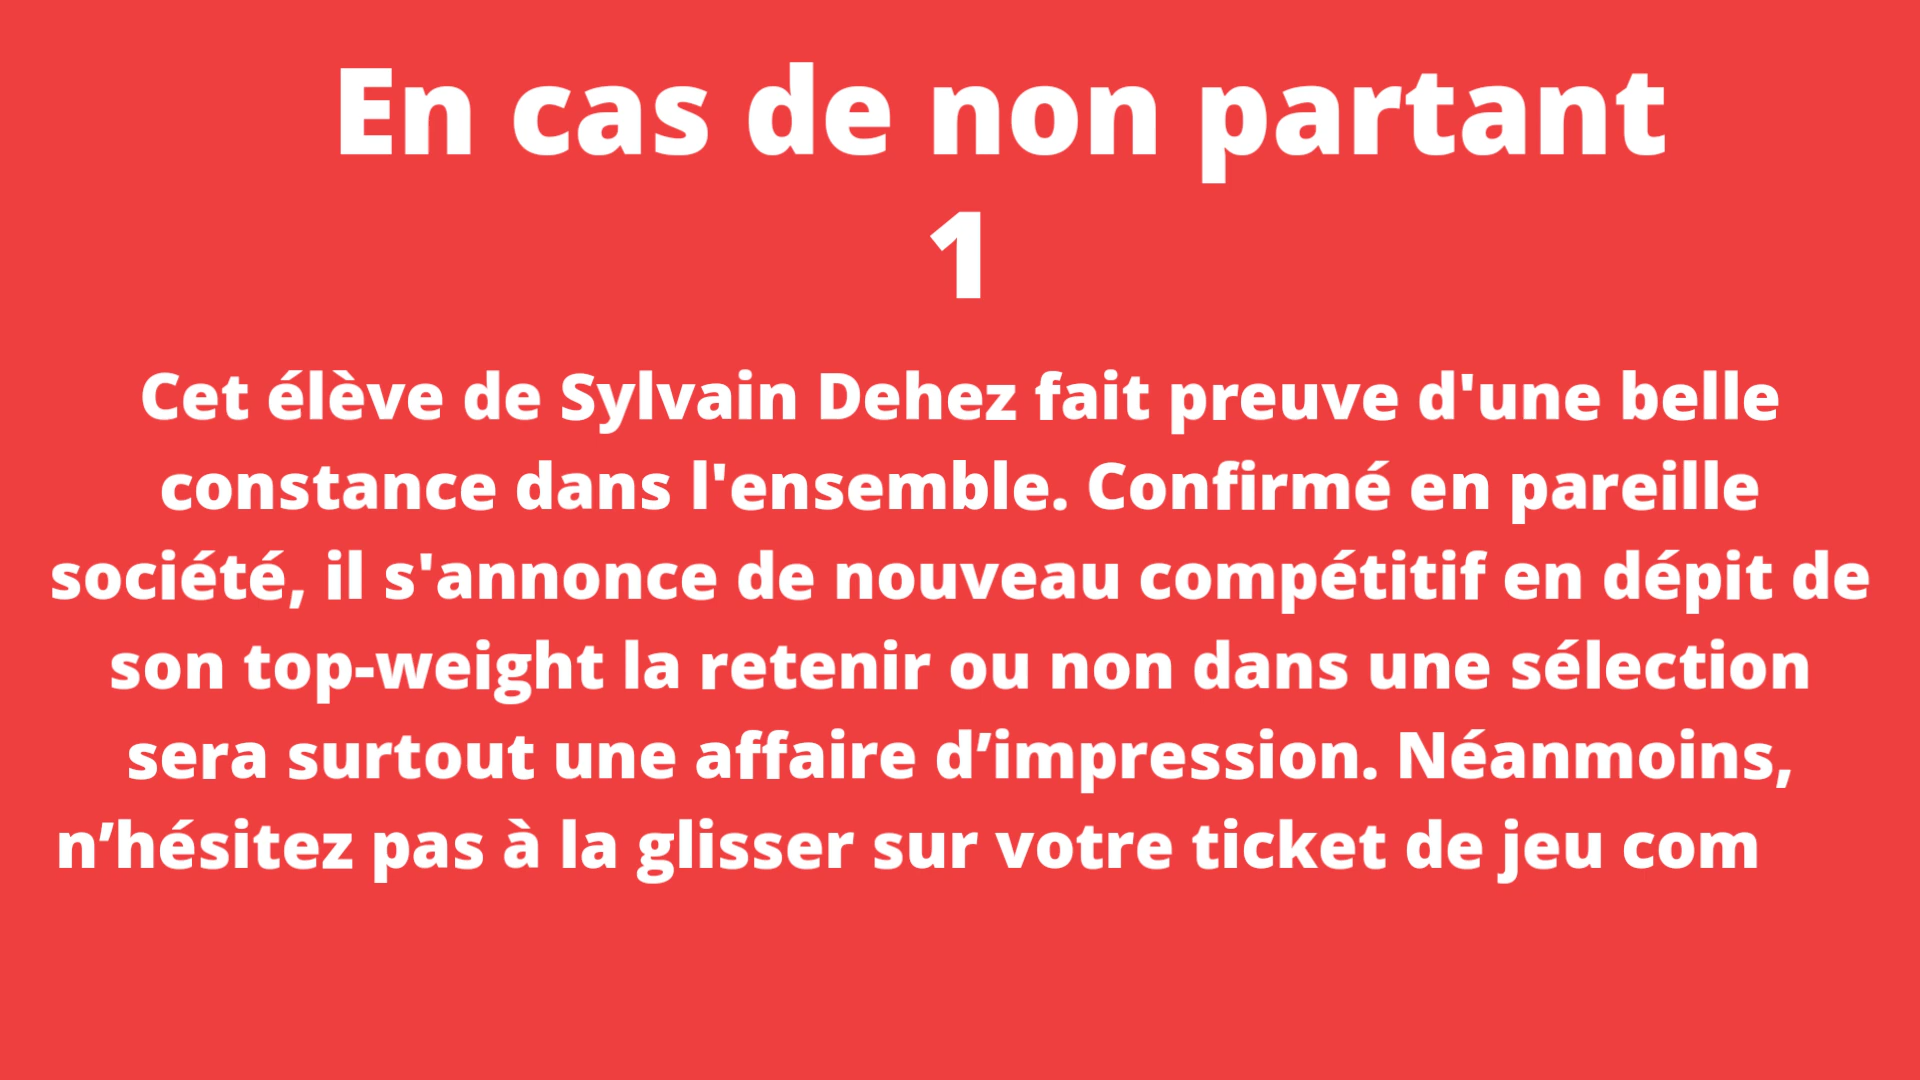 En cas de non partant
1
Cet élève de Sylvain Dehez fait preuve d'une belle
constance dans l'ensemble. Confirmé en pareille
société, il s'annonce de nouveau compétitif en dépit de
son top-weight la retenir ou non dans une sélection
sera surtout une affaire d’impression. Néanmoins,
n’hésitez pas à la glisser sur votre ticket de jeu com